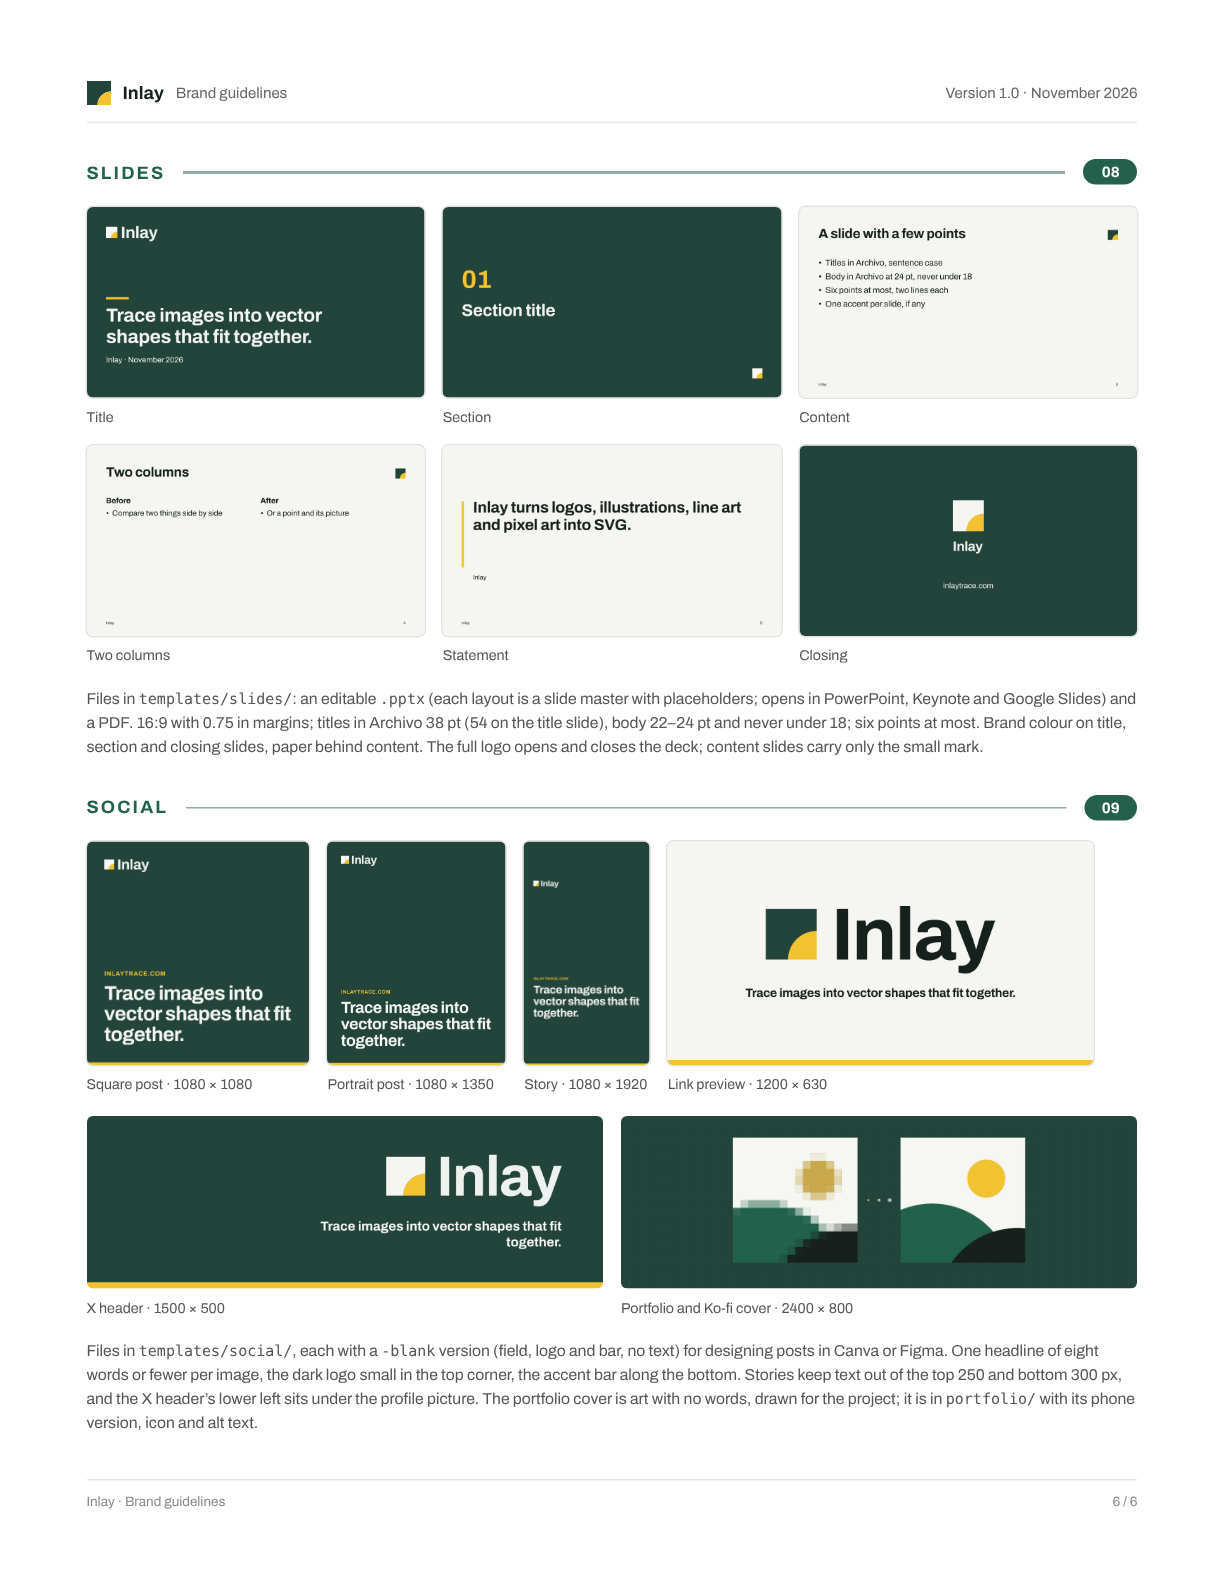 Inlay Brand guidelines
Version 1.0 · November 2026
SLIDES
08
Inlay
Trace images into vector
shapes that fit together.
Inlay · November 2026
Title
01
Section title
Section
A slide with a few points
• Titles in Archivo, sentence case
• Body in Archivo at 24 pt, never under 18
• Six points at most, two lines each
• One accent per slide, if any
Inlay
Content
Two columns
Before
• Compare two things side by side
After
• Or a point and its picture
Inlay
4
Two columns
Inlay turns logos, illustrations, line art
and pixel art into SVG.
Inlay
Inlay
Statement
Inlay
inlaytrace.com
Closing
Files in templates/slides/: an editable .pptx (each layout is a slide master with placeholders; opens in PowerPoint, Keynote and Google Slides) and
a PDF. 16:9 with 0.75 in margins; titles in Archivo 38 pt (54 on the title slide), body 22–24 pt and never under 18; six points at most. Brand colour on title,
section and closing slides, paper behind content. The full logo opens and closes the deck; content slides carry only the small mark.
SOCIAL
09
Inlay
INLAYTRACE.COM
Trace images into
vector shapes that fit
together.
Square post · 1080 × 1080
Inlay
INLAYTRACE.COM
Trace images into
vector shapes that fit
together.
Portrait post · 1080 × 1350
Inlay
INLAYTRACE.COM
Trace images into
vector shapes that fit
together.
Story · 1080 × 1920
Inlay
Trace images into vector shapes that fit together.
Link preview · 1200 × 630
Inlay
Trace images into vector shapes that fit
together.
X header · 1500 × 500
Portfolio and Ko-fi cover · 2400 × 800
Files in templates/social/, each with a -blank version (field, logo and bar, no text) for designing posts in Canva or Figma. One headline of eight
words or fewer per image, the dark logo small in the top corner, the accent bar along the bottom. Stories keep text out of the top 250 and bottom 300 px,
and the X header’s lower left sits under the profile picture. The portfolio cover is art with no words, drawn for the project; it is in portfolio/ with its phone
version, icon and alt text.
Inlay · Brand guidelines
6 / 6